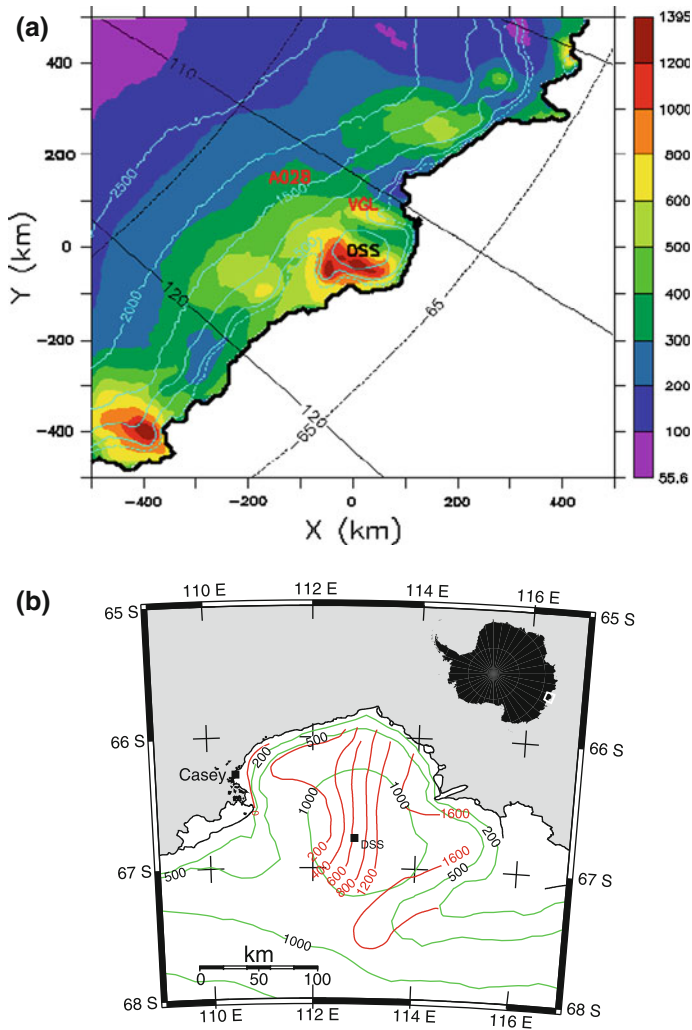 (a)
1395
1200
1000
800
600
500
400
300
200
100
55.6
400
200
0
-200
-400
Y (km)
-400
-200
0
200
400
X (km)
110
2500
A028
1500
VGL
DSS
2000
120
65
120
65
(b)
110 E
112 E
114 E
116 E
65 S
65 S
66 S
66 S
200
500
Casey
0
1000
1000
1600
200
DSS
200
400
600
800
1200
1600
500
67 S
500
67 S
1000
km
0
50
100
68 S
68 S
110 E
112 E
114 E
116 E